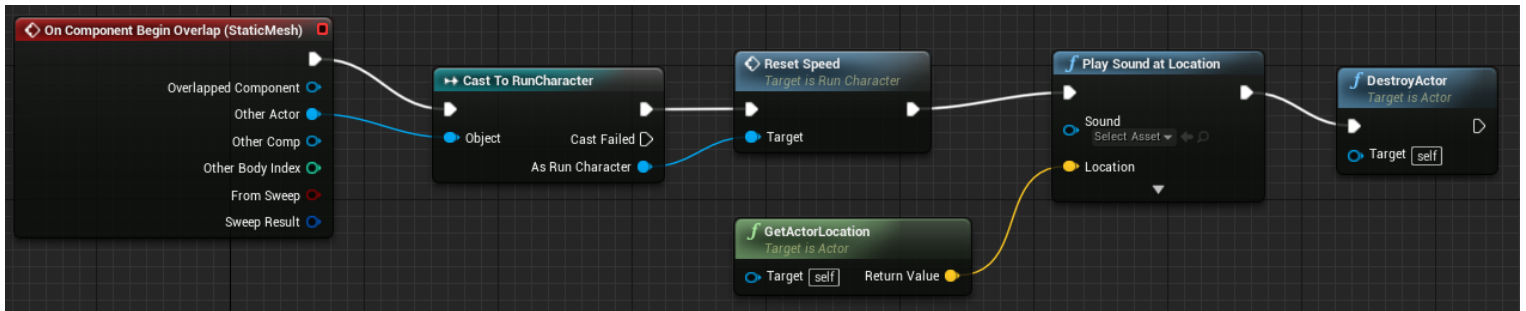 On Component Begin Overlap (StaticMesh)
Overlapped Component
Other Actor
Other Comp
Other Body Index
From Sweep
Sweep Result
Cast To RunCharacter
Object
Cast Failed
As Run Character
Reset Speed
Target is Run Character
Target
GetActorLocation
Target is Actor
Target self Return Value
Play Sound at Location
Sound
Select Asset
Location
DestroyActor
Target is Actor
Target self